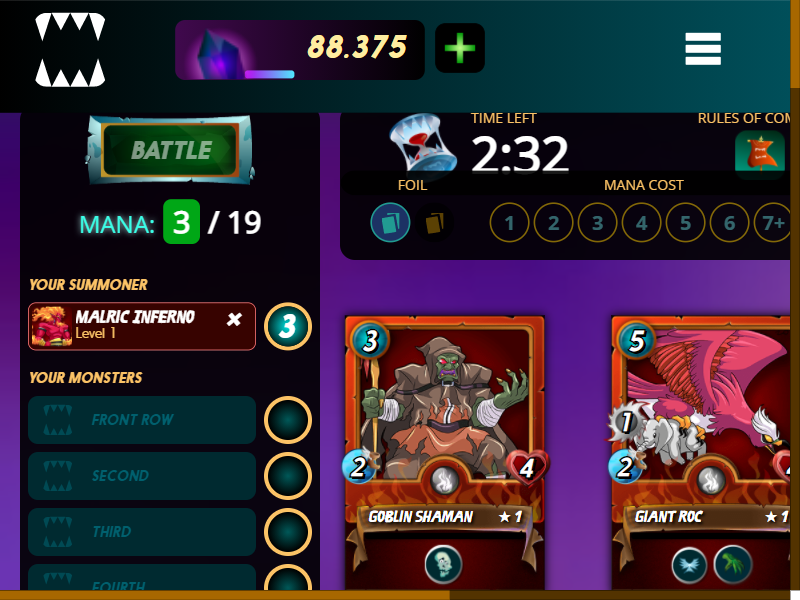 88.375
BATTLE
MANA: 3 / 19
TIME LEFT
2:32
RULES OF COM
FOIL
MANA COST
1 2 3 4 5 6 7+
YOUR SUMMONER
MALRIC INFERNO
Level 1
3
YOUR MONSTERS
FRONT ROW
SECOND
THIRD
FOURTH
3
2
4
GOBLIN SHAMAN ★ 1
5
1
2
GIANT ROC ★ 1